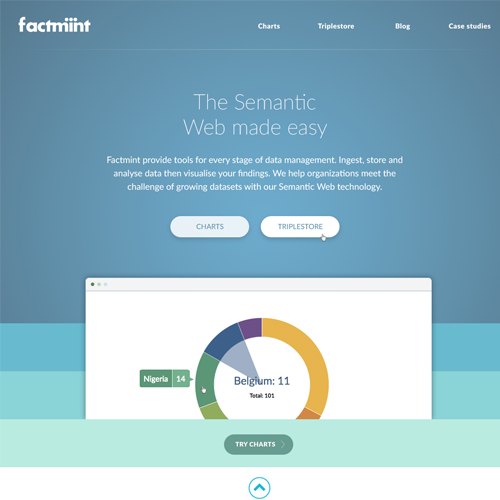 factmint
Charts Triplestore Blog Case studies
The Semantic
Web made easy
Factmint provide tools for every stage of data management. Ingest, store and
analyse data then visualise your findings. We help organizations meet the
challenge of growing datasets with our Semantic Web technology.
CHARTS TRIPLESTORE
Nigeria 14
Belgium: 11
Total: 101
TRY CHARTS